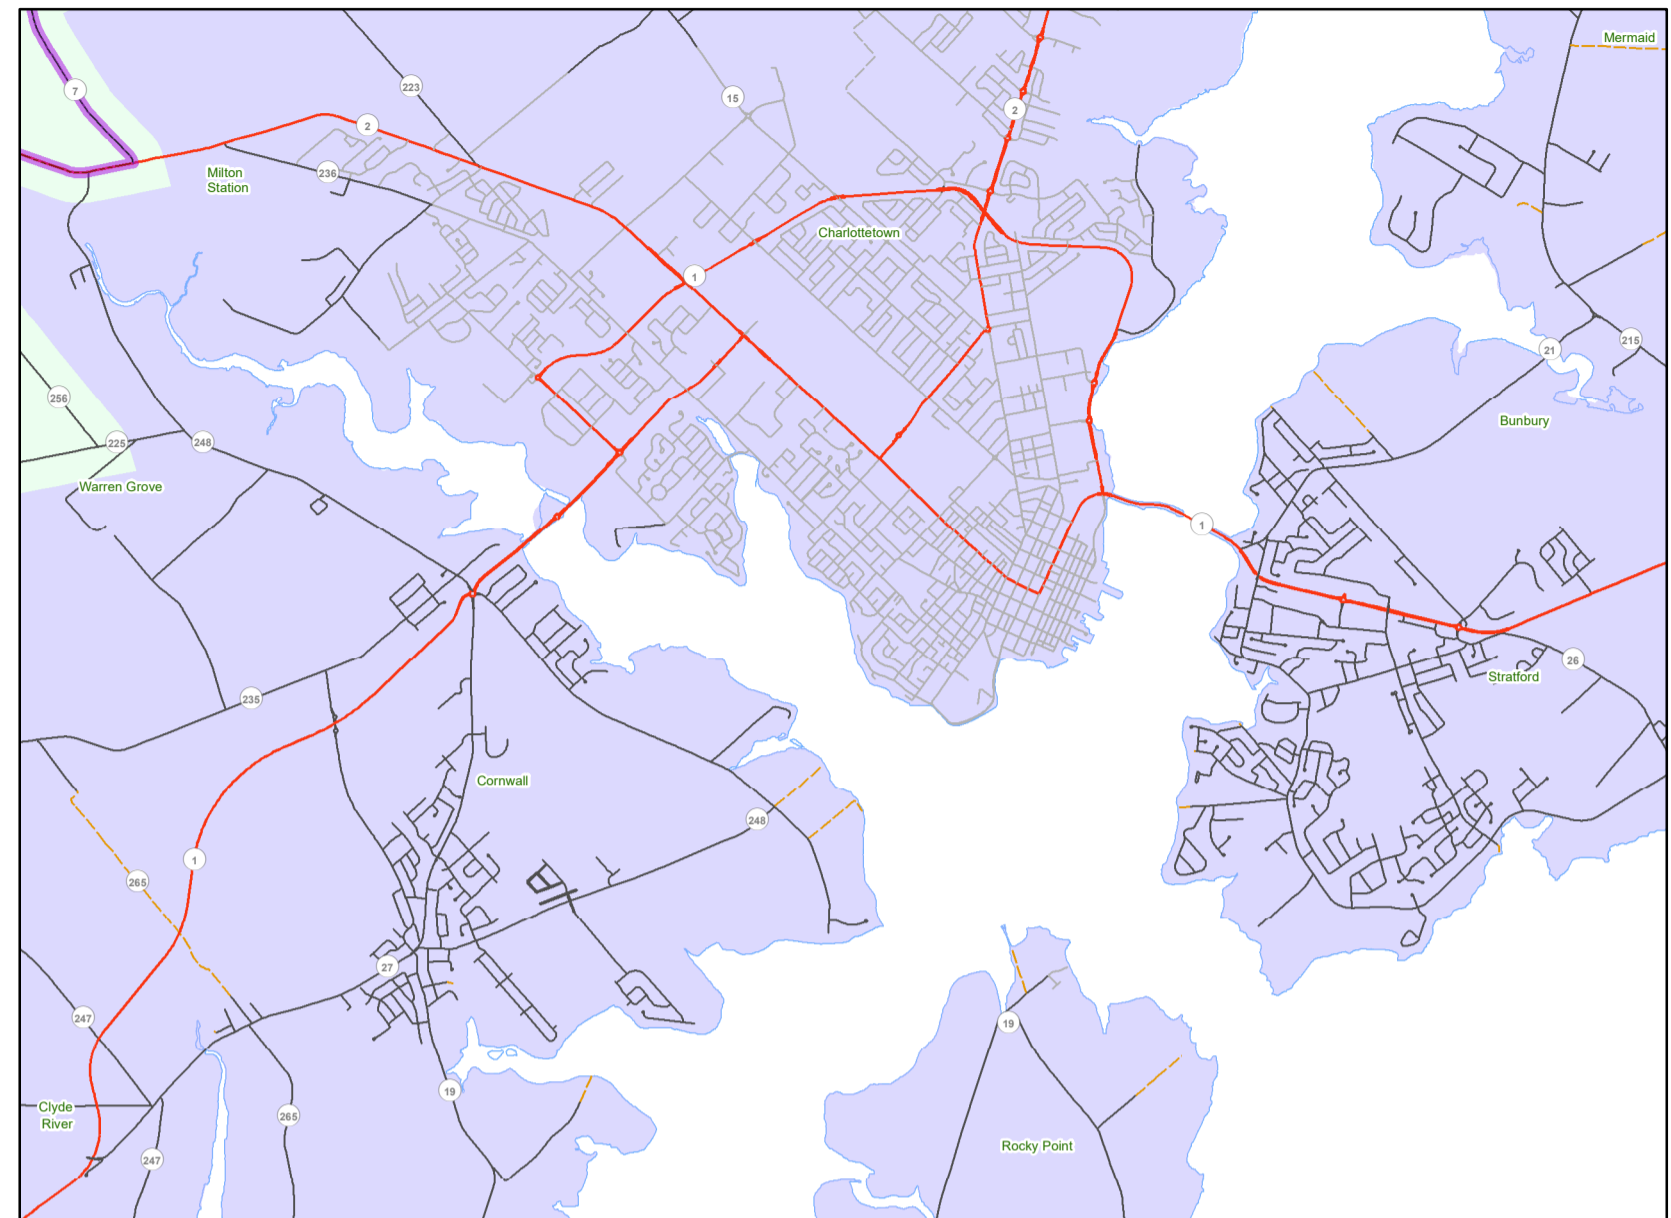 Mermaid
7
223
15
2
2
Milton
Station
236
Charlottetown
1
215
21
256
Bunbury
225
248
Warren Grove
1
26
Stratford
235
Cornwall
248
1
265
27
247
19
19
Clyde
River
265
Rocky Point
247